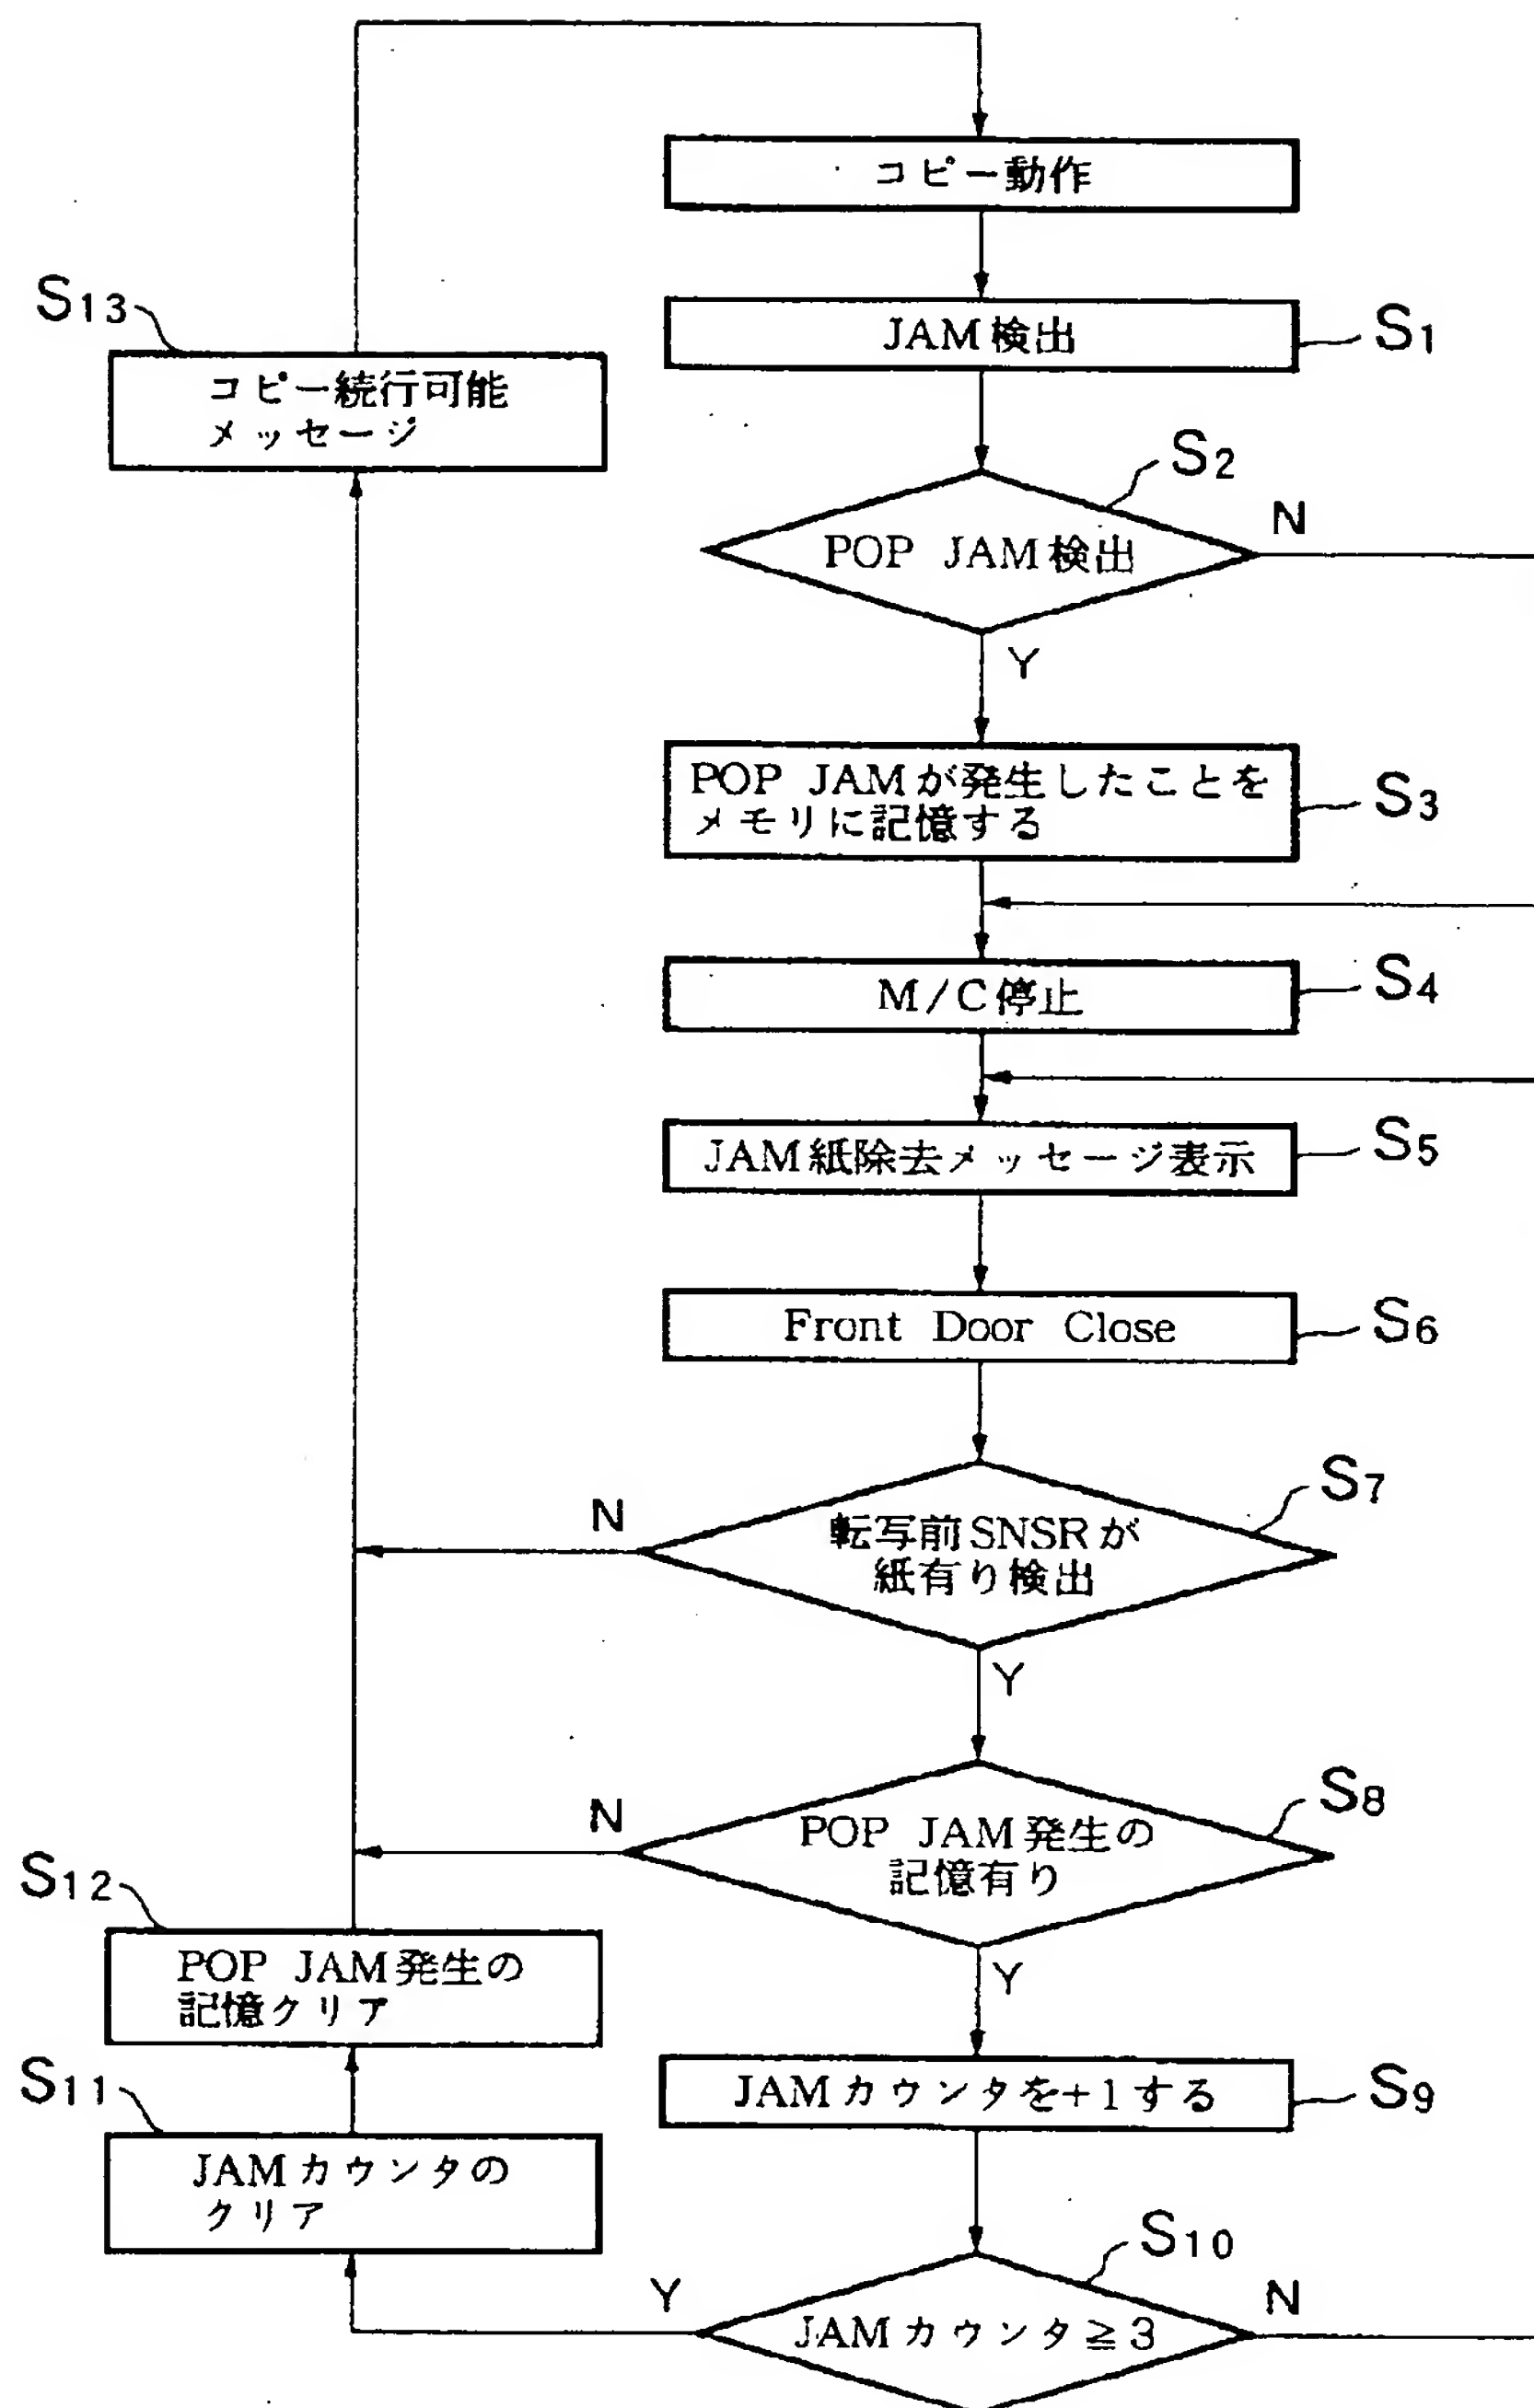 コピー動作
S13
JAM検出
S1
コピー続行可能
メッセージ
S2
N
POP JAM検出
Y
POP JAMが発生したことを
メモリに記憶する
S3
M/C停止
S4
JAM紙除去メッセージ表示
S5
Front Door Close
S6
S7
N
転写前SNSRが
紙有り検出
Y
S8
N
POP JAM発生の
記憶有り
S12
POP JAM発生の
記憶クリア
Y
S11
JAMカウンタを+1する
S9
JAMカウンタの
クリア
S10
Y
N
JAMカウンタ≧3